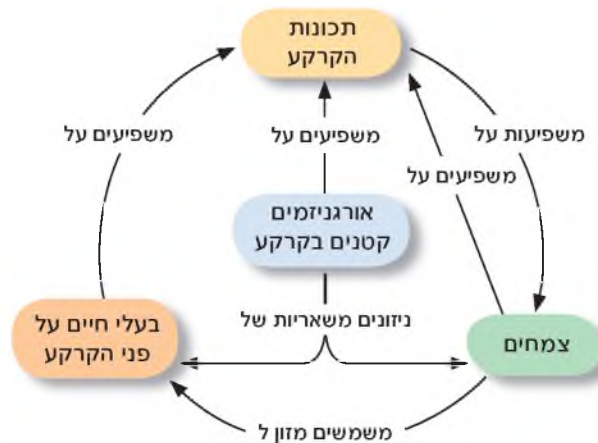 תכונות
הקרקע
משפיעים על
משפיעים על
משפיעות על
משפיעים על
אורגניזמים
קטנים בקרקע
ניזונים משאריות של
בעלי חיים על
פני הקרקע
צמחים
משמשים מזון ל